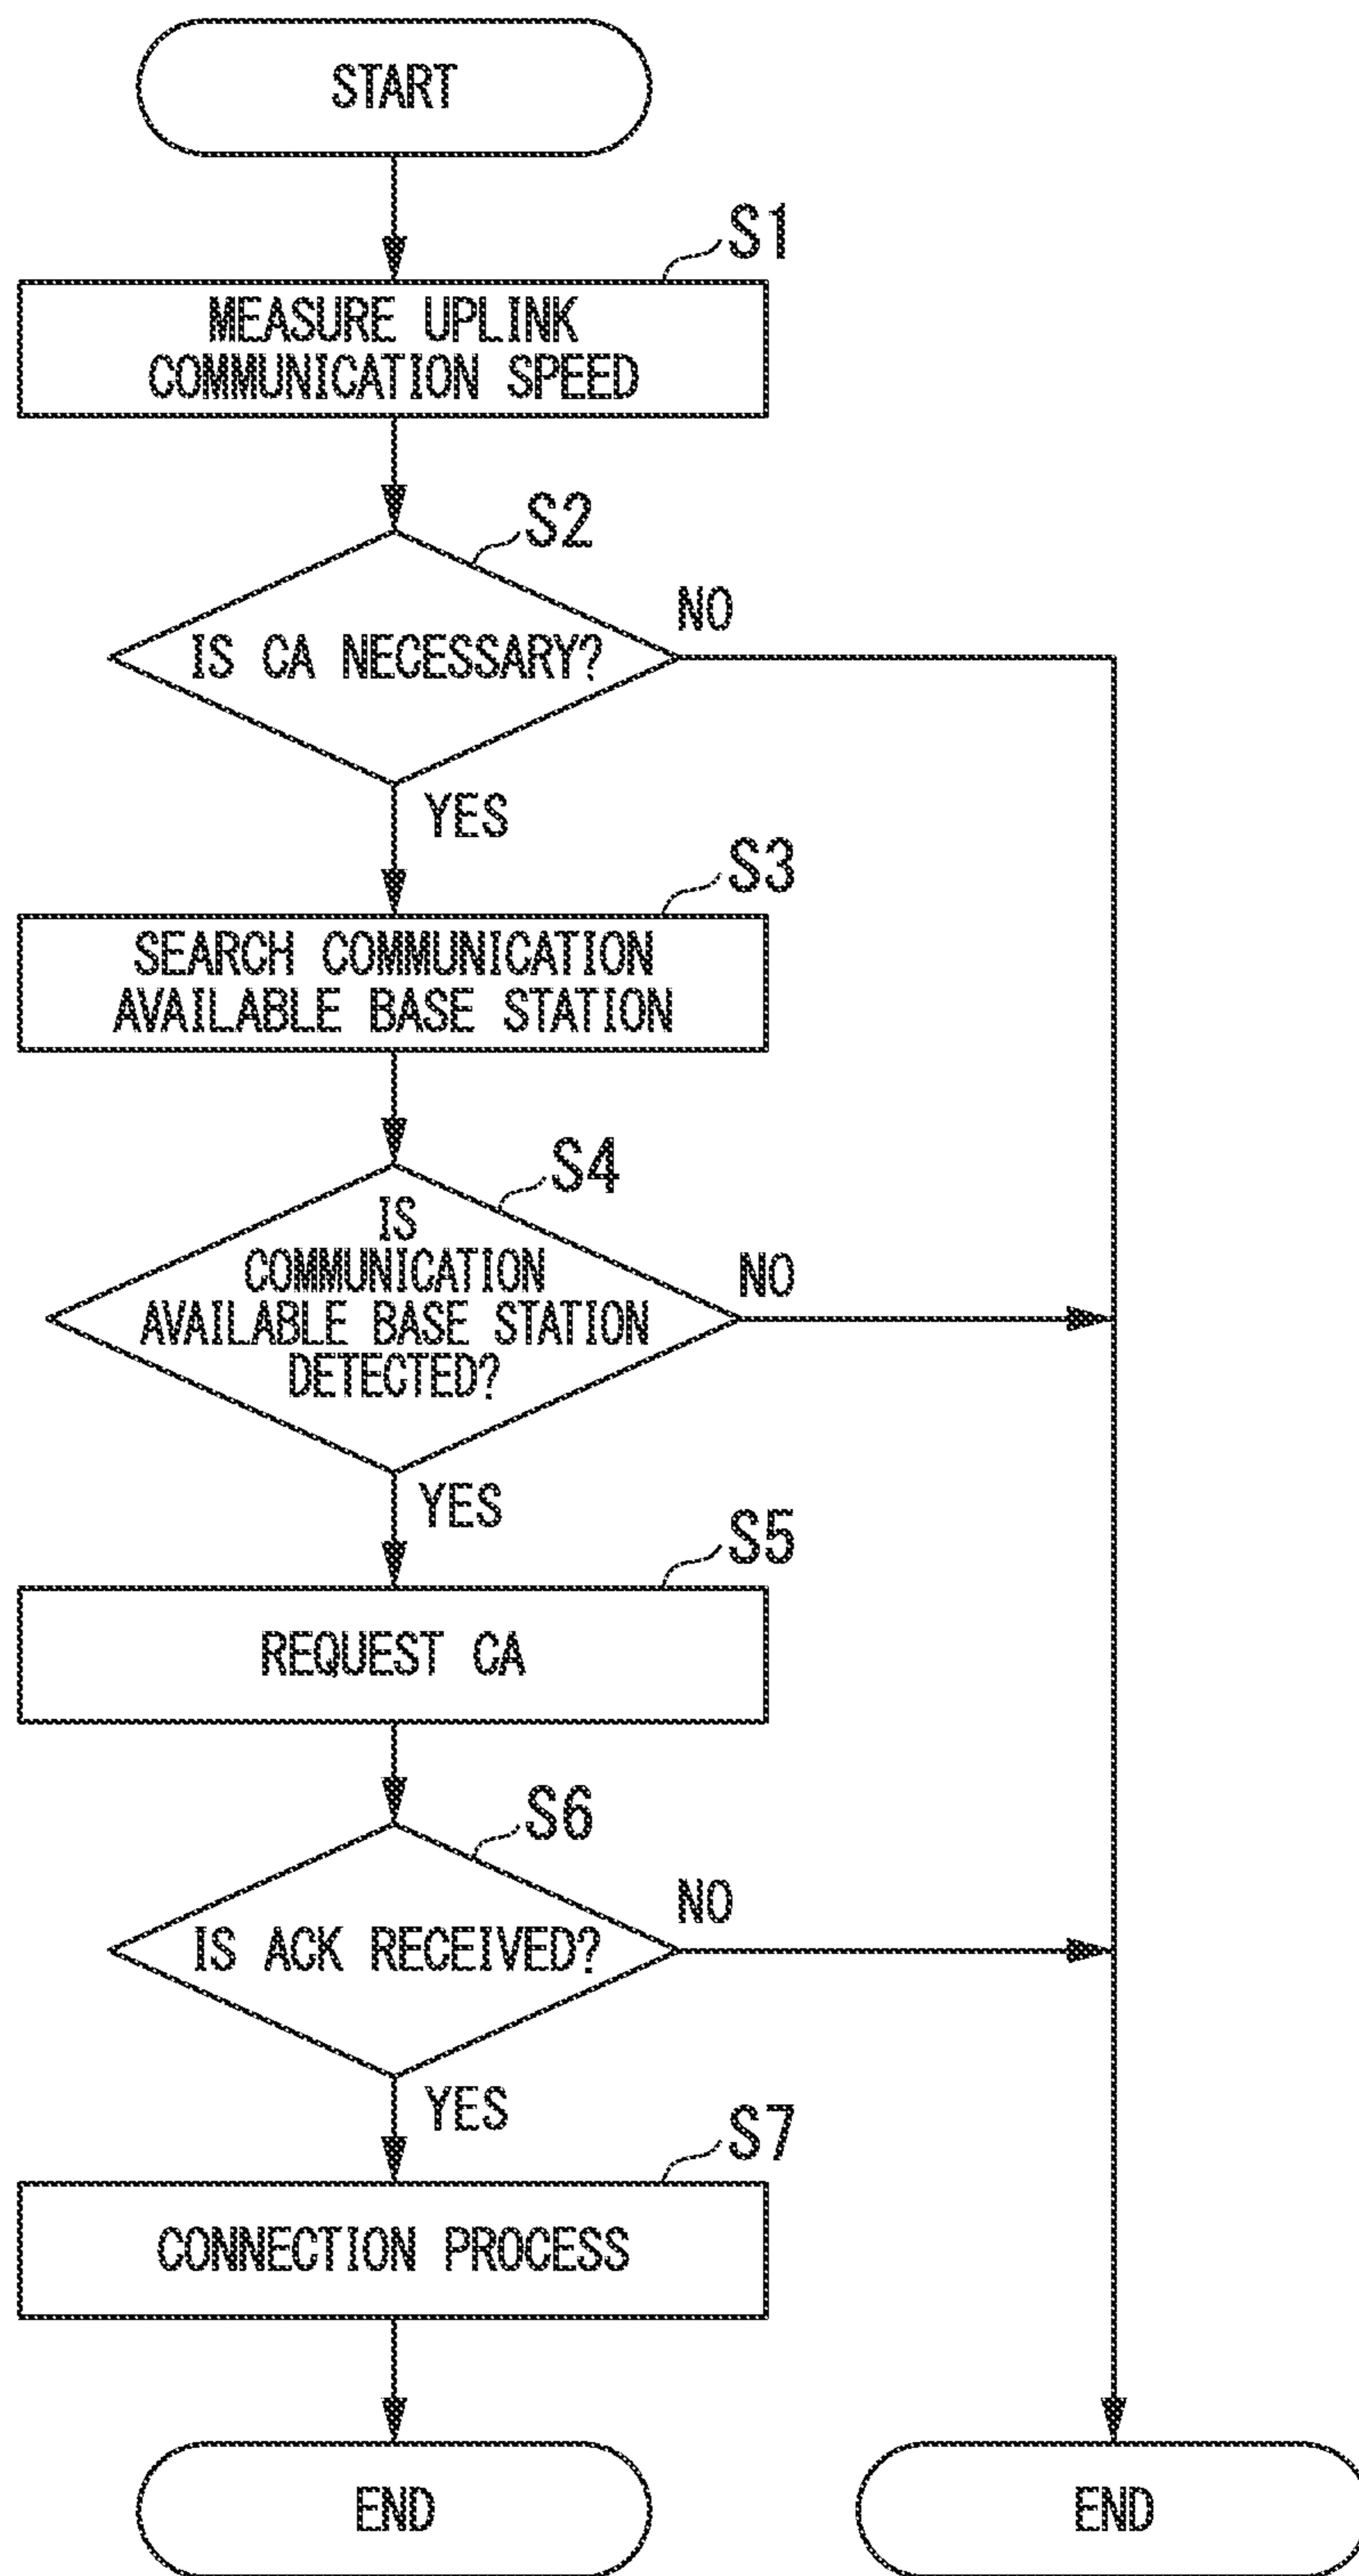 START
S1
MEASURE UPLINK
COMMUNICATION SPEED
S2
IS CA NECESSARY?
NO
YES
S3
SEARCH COMMUNICATION
AVAILABLE BASE STATION
S4
IS
COMMUNICATION
AVAILABLE BASE STATION
DETECTED?
NO
YES
S5
REQUEST CA
S6
IS ACK RECEIVED?
NO
YES
S7
CONNECTION PROCESS
END
END